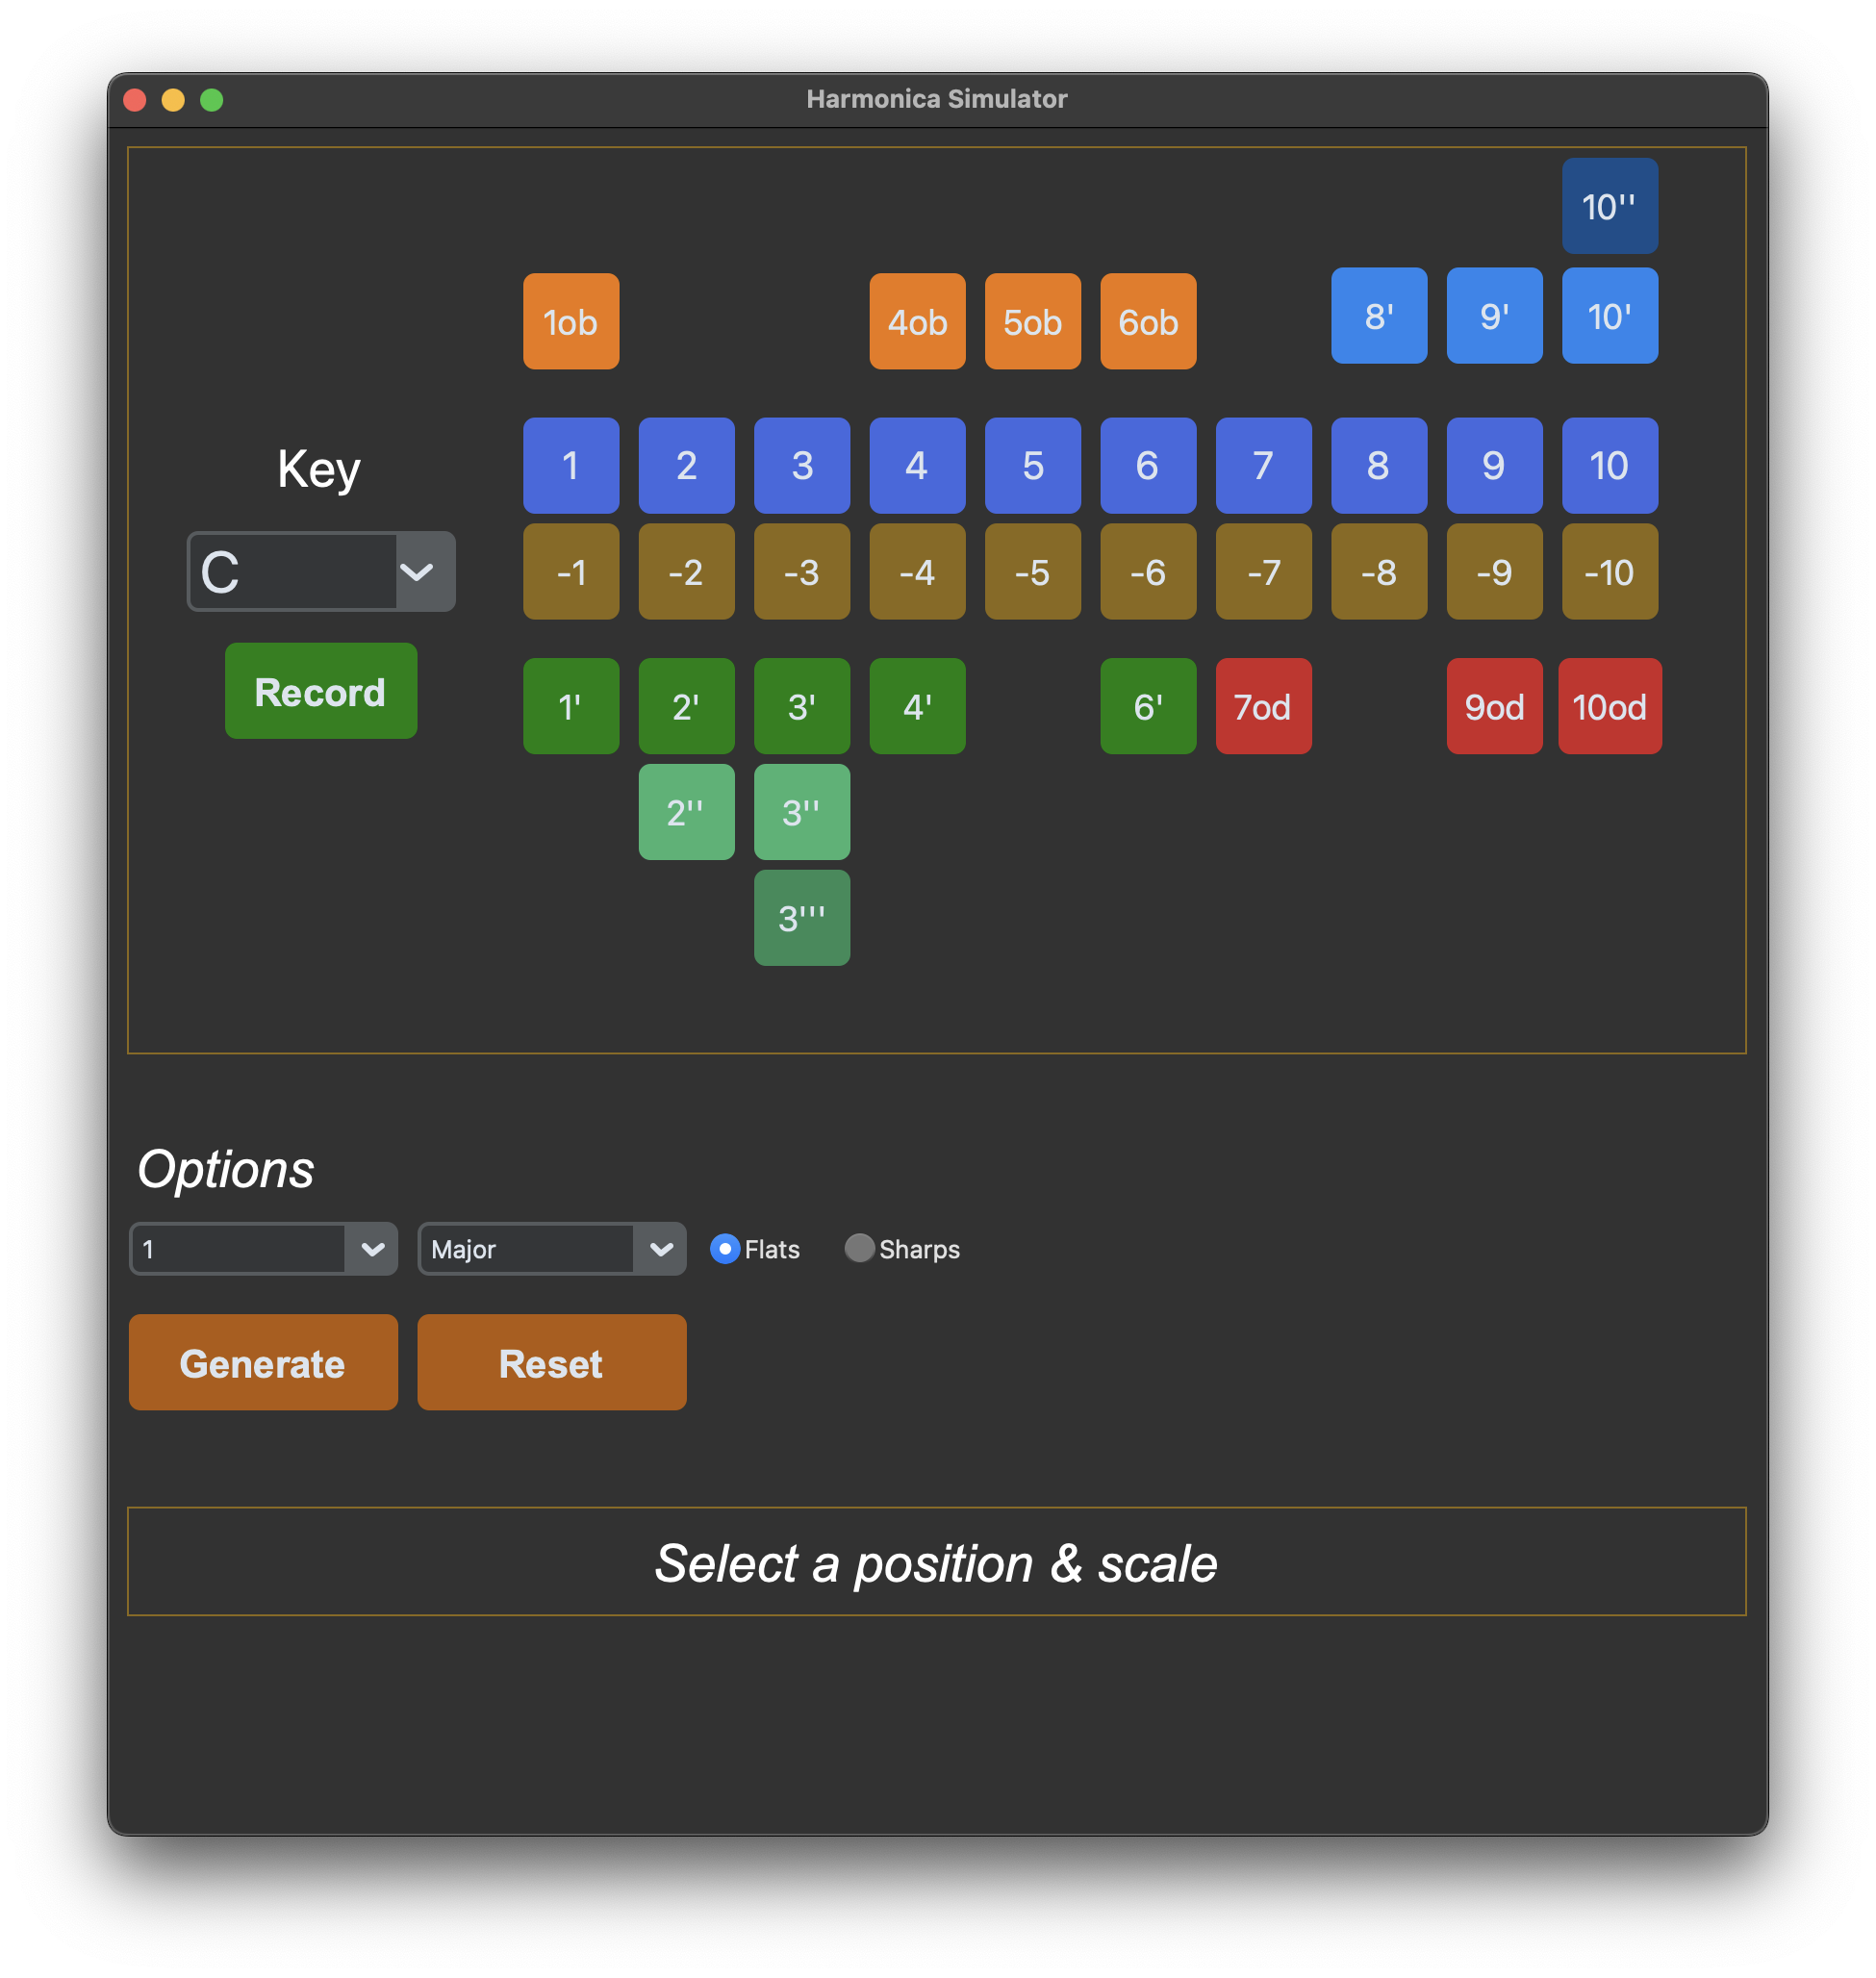 Harmonica Simulator
10''
1ob 4ob 5ob 6ob 8' 9' 10'
Key
1 2 3 4 5 6 7 8 9 10
C
-1 -2 -3 -4 -5 -6 -7 -8 -9 -10
Record
1' 2' 3' 4' 6' 7od 9od 10od
2'' 3''
3'''
Options
1 Major Flats Sharps
Generate Reset
Select a position & scale